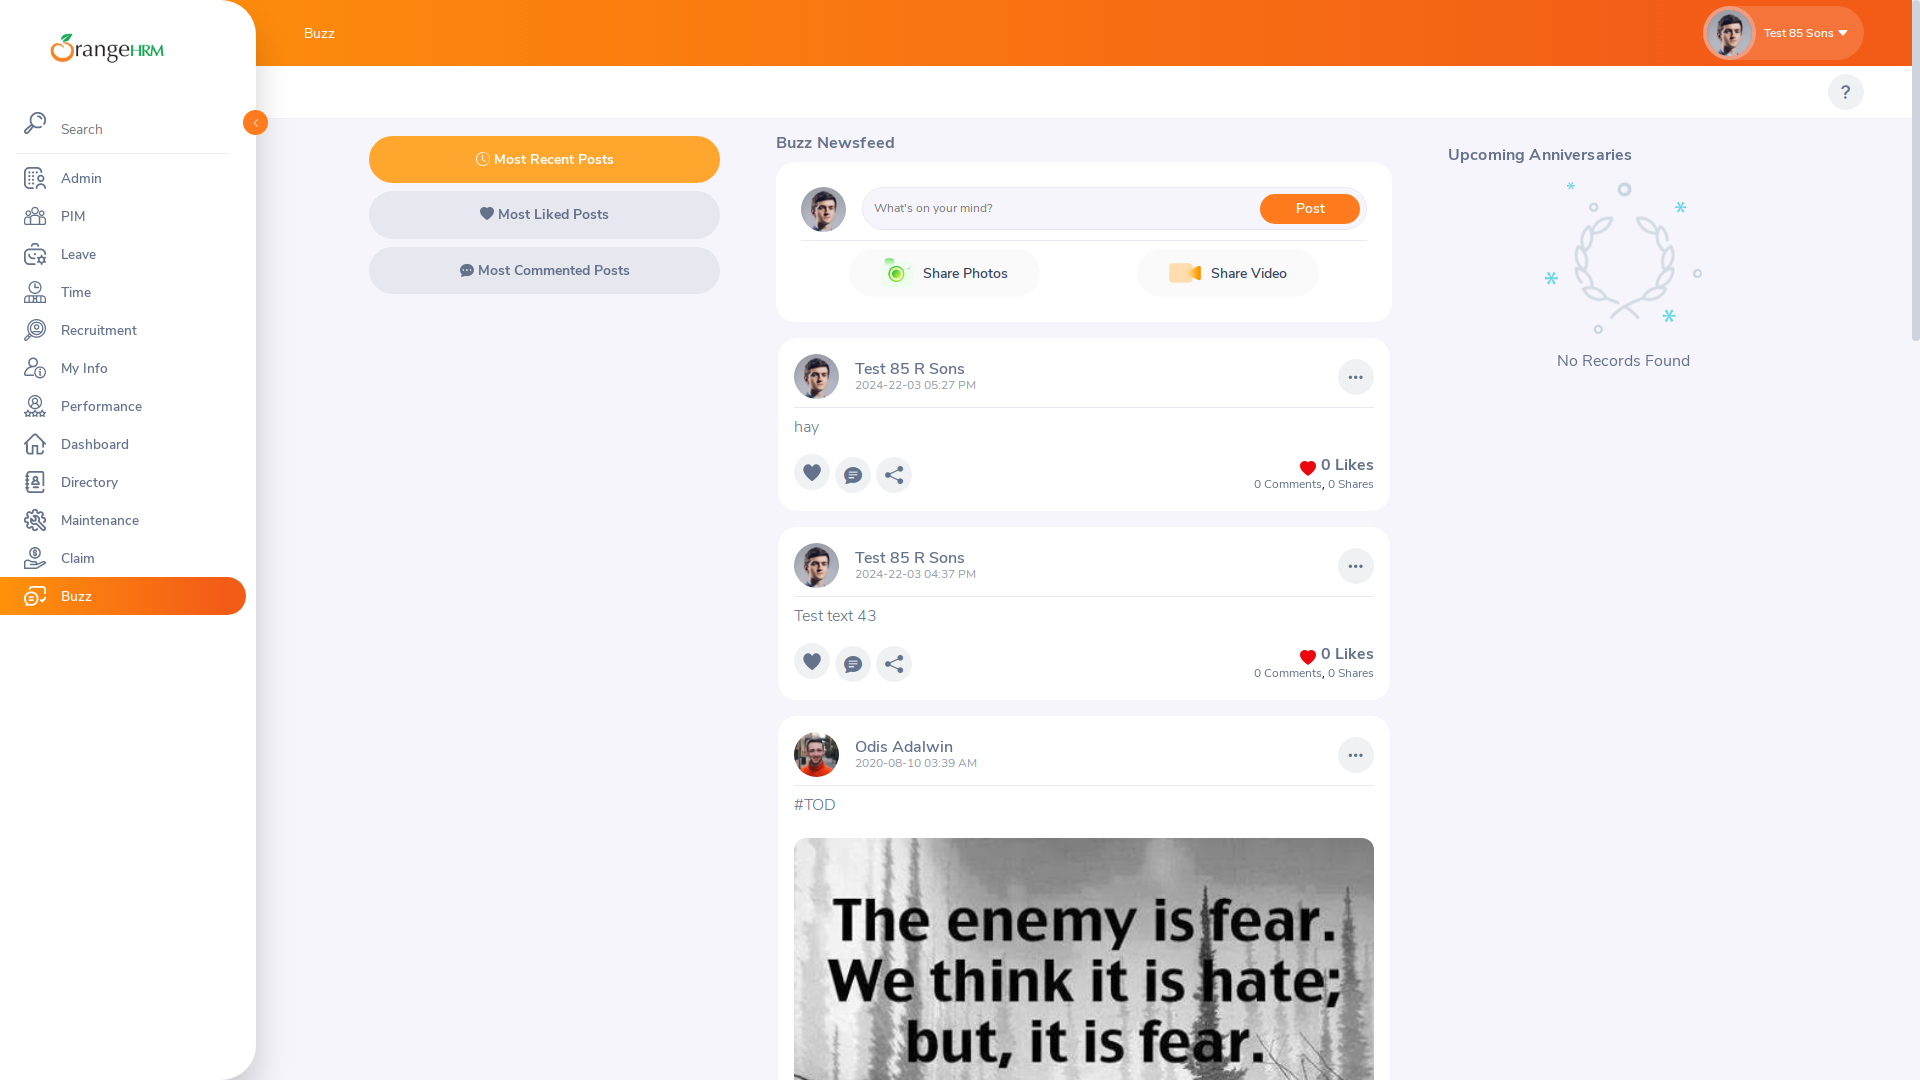 OrangeHRM
Search
Admin
PIM
Leave
Time
Recruitment
My Info
Performance
Dashboard
Directory
Maintenance
Claim
Buzz
Buzz
Test 85 Sons
?
Most Recent Posts
Most Liked Posts
Most Commented Posts
Buzz Newsfeed
What's on your mind?
Post
Share Photos
Share Video
Test 85 R Sons
2024-22-03 05:27 PM
hay
0 Likes
0 Comments, 0 Shares
Test 85 R Sons
2024-22-03 04:37 PM
Test text 43
0 Likes
0 Comments, 0 Shares
Odis Adalwin
2020-08-10 03:39 AM
#TOD
The enemy is fear.
We think it is hate;
but, it is fear.
Upcoming Anniversaries
No Records Found